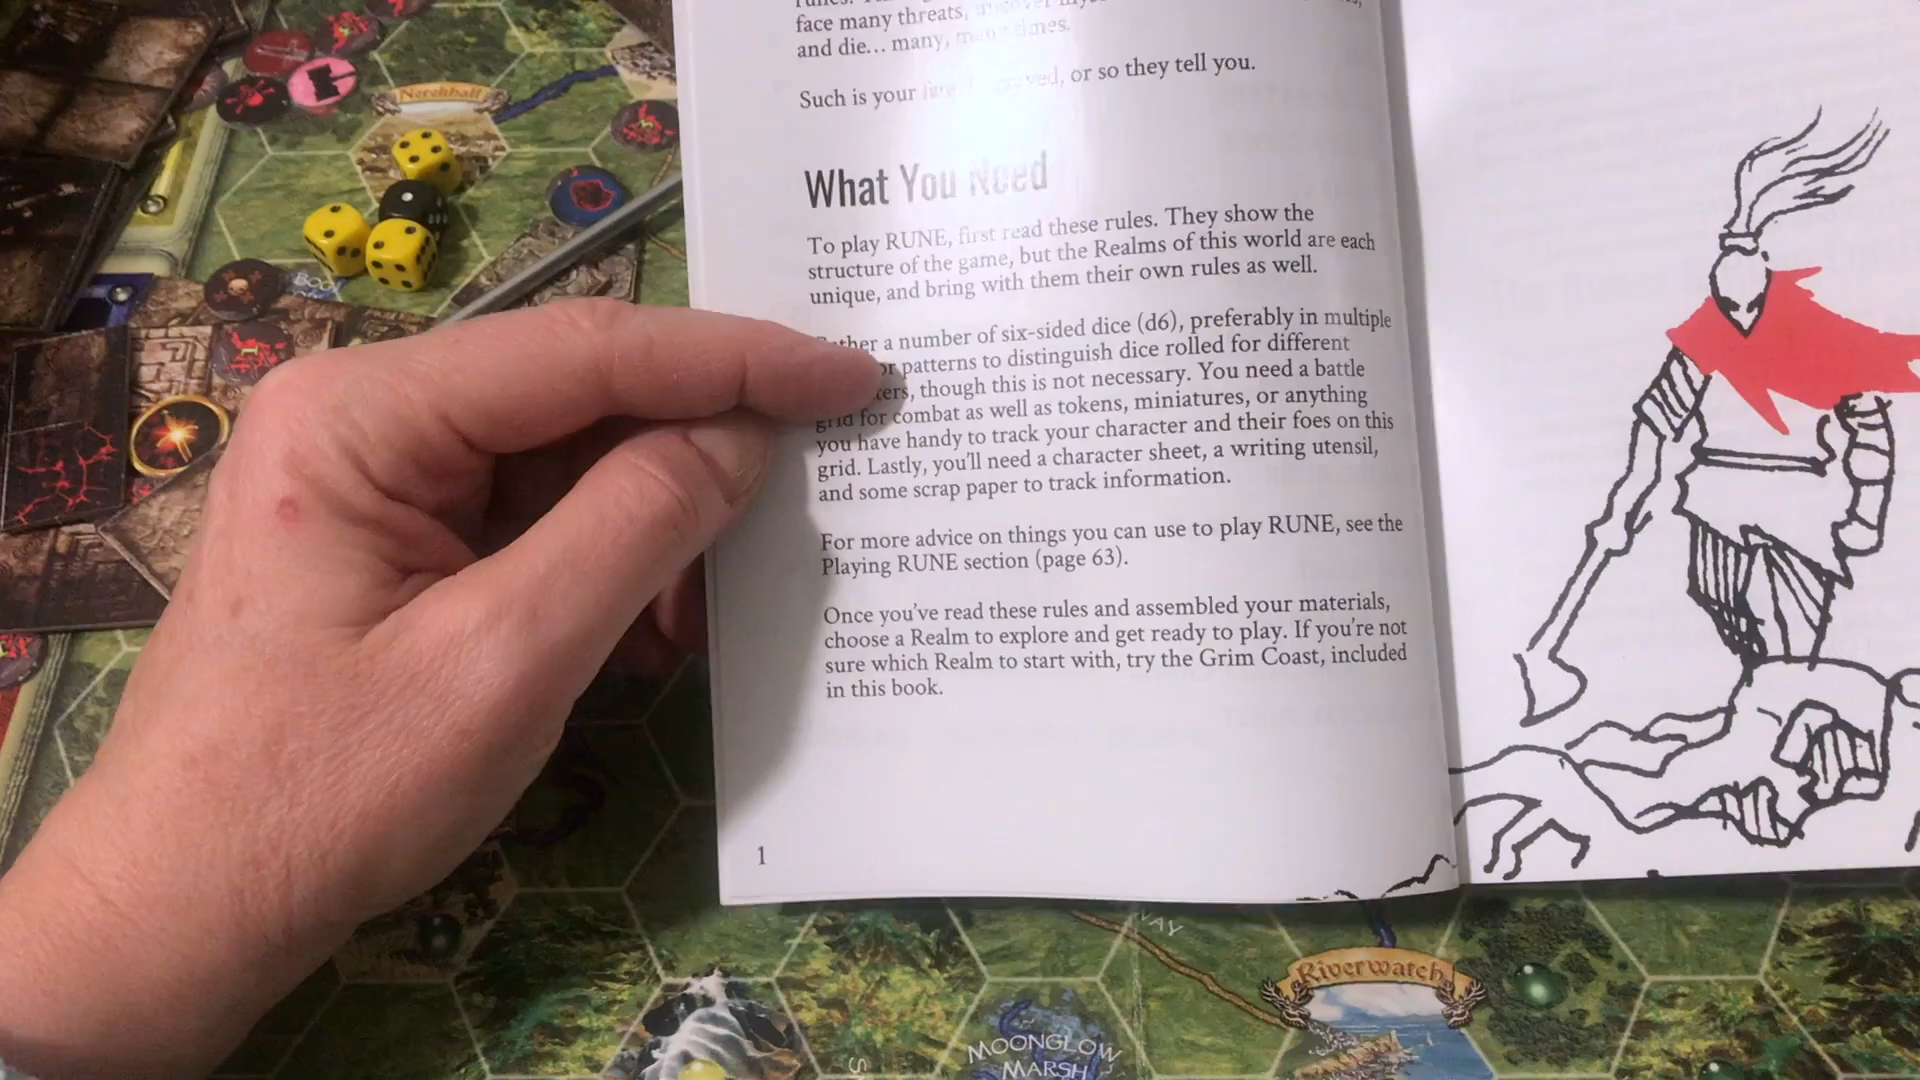 Nerekhall
face many threats,
and die... many, many times.
Such is your or so they tell you.
What You Need
To play RUNE, first read these rules. They show the
structure of the game, but the Realms of this world are each
unique, and bring with them their own rules as well.
a number of six-sided dice (d6), preferably in multiple
or patterns to distinguish dice rolled for different
though this is not necessary. You need a battle
grid for combat as well as tokens, miniatures, or anything
you have handy to track your character and their foes on this
grid. Lastly, you'll need a character sheet, a writing utensil,
and some scrap paper to track information.
For more advice on things you can use to play RUNE, see the
Playing RUNE section (page 63).
Once you've read these rules and assembled your materials,
choose a Realm to explore and get ready to play. If you're not
sure which Realm to start with, try the Grim Coast, included
in this book.
1
Riverwatch
MOONGLOW
MARSH